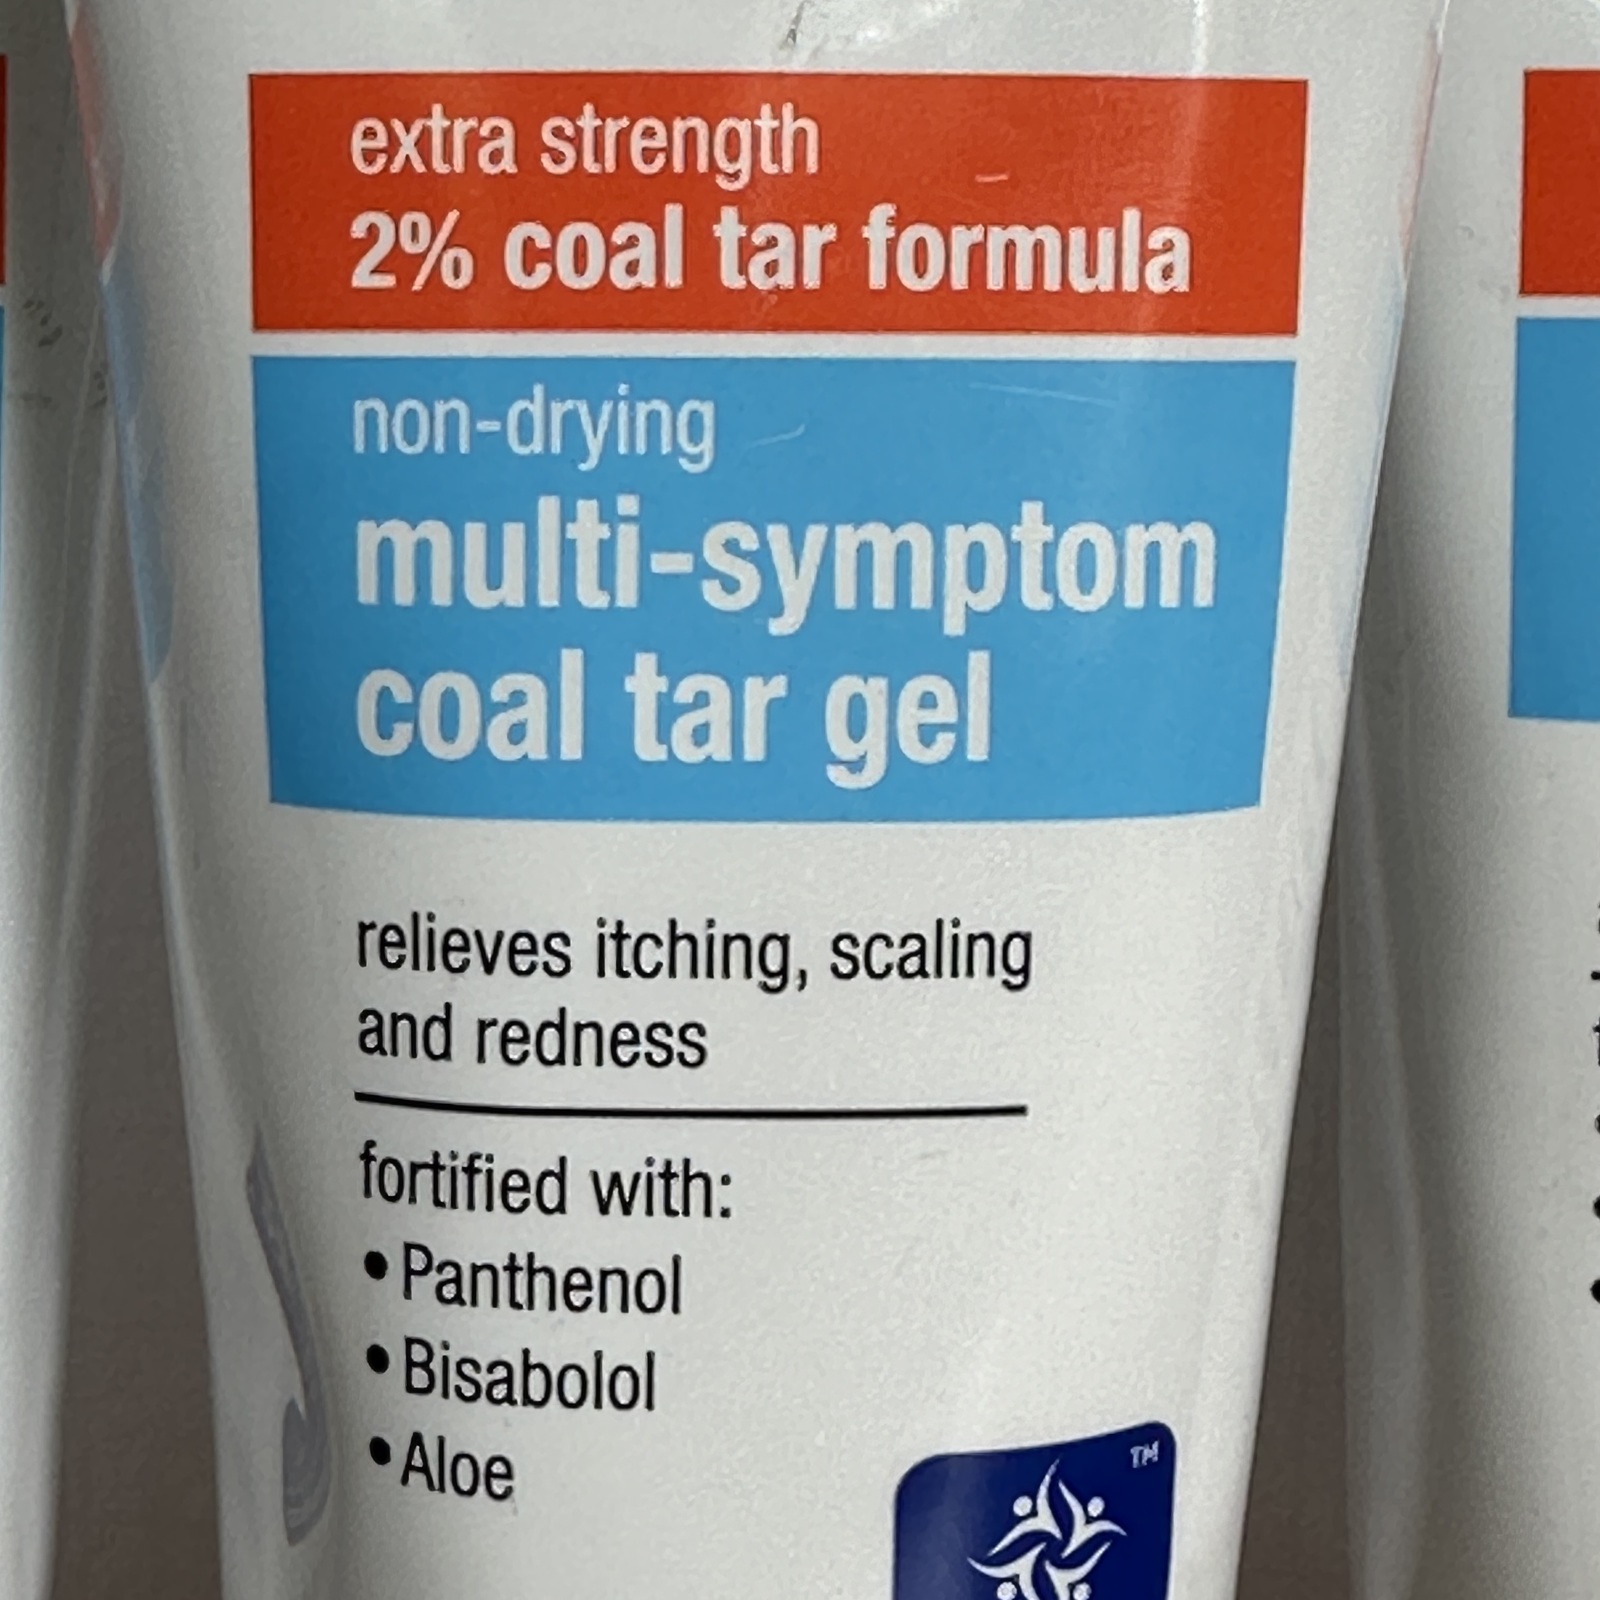 extra strength
2% coal tar formula
non-drying
multi-symptom
coal tar gel
relieves itching, scaling
and redness
fortified with:
• Panthenol
• Bisabolol
• Aloe
TM